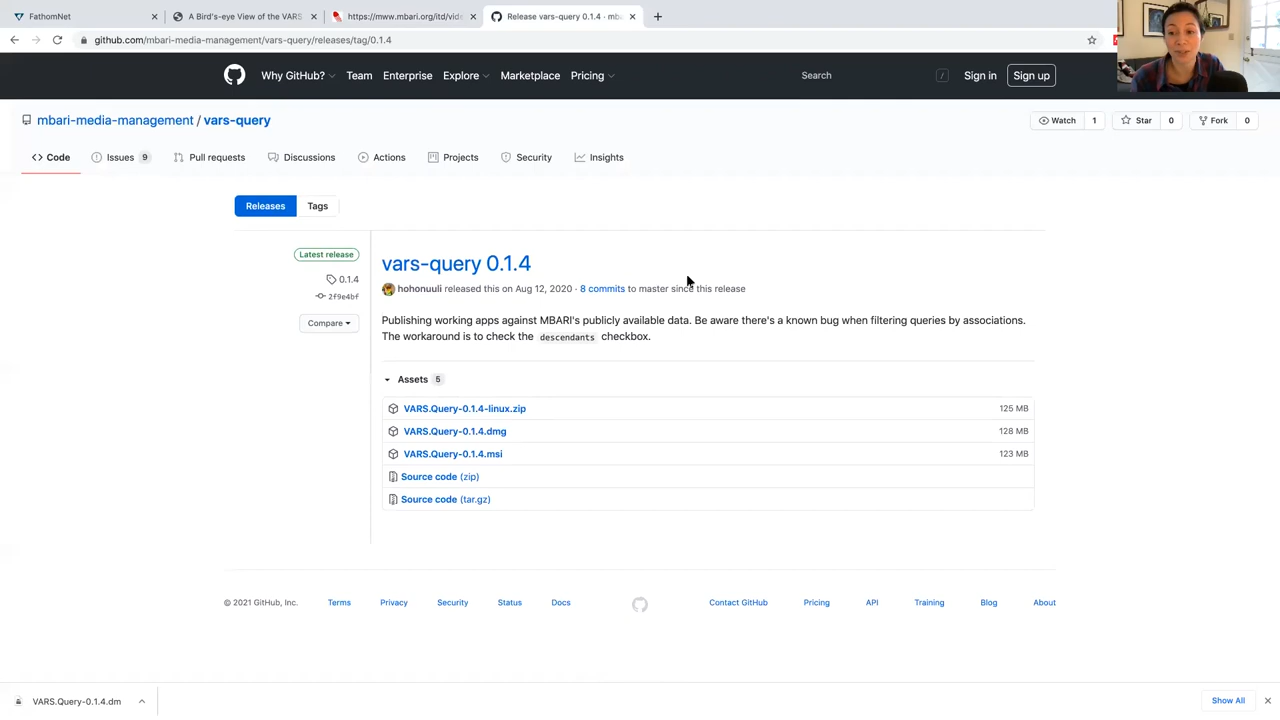 FathomNet
A Bird's-eye View of the VARS
https://mww.mbari.org/itd/vid
Release vars-query 0.1.4 · mb
github.com/mbari-media-management/vars-query/releases/tag/0.1.4
Why GitHub? Team Enterprise Explore Marketplace Pricing Search / Sign in Sign up
mbari-media-management / vars-query
Watch 1 Star 0 Fork 0
Code Issues 9 Pull requests Discussions Actions Projects Security Insights
Releases Tags
Latest release
0.1.4
2f9e4bf
Compare
vars-query 0.1.4
hohonuuli released this on Aug 12, 2020 · 8 commits to master since this release
Publishing working apps against MBARI's publicly available data. Be aware there's a known bug when filtering queries by associations.
The workaround is to check the descendants checkbox.
Assets 5
VARS.Query-0.1.4-linux.zip 125 MB
VARS.Query-0.1.4.dmg 128 MB
VARS.Query-0.1.4.msi 123 MB
Source code (zip)
Source code (tar.gz)
© 2021 GitHub, Inc. Terms Privacy Security Status Docs Contact GitHub Pricing API Training Blog About
VARS.Query-0.1.4.dm
Show All